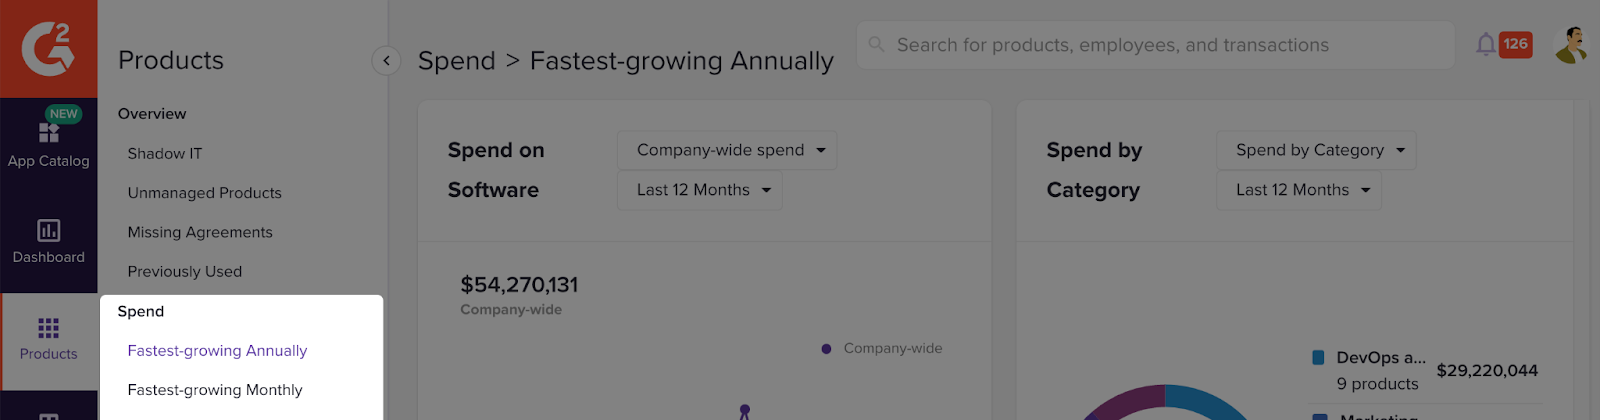 G2
NEW
App Catalog
Dashboard
Products
Products
Overview
Shadow IT
Unmanaged Products
Missing Agreements
Previously Used
Spend
Fastest-growing Annually
Fastest-growing Monthly
Spend > Fastest-growing Annually
Search for products, employees, and transactions
126
Spend on
Software
Company-wide spend
Last 12 Months
$54,270,131
Company-wide
Company-wide
Spend by
Category
Spend by Category
Last 12 Months
DevOps a...
9 products
$29,220,044
Marketing